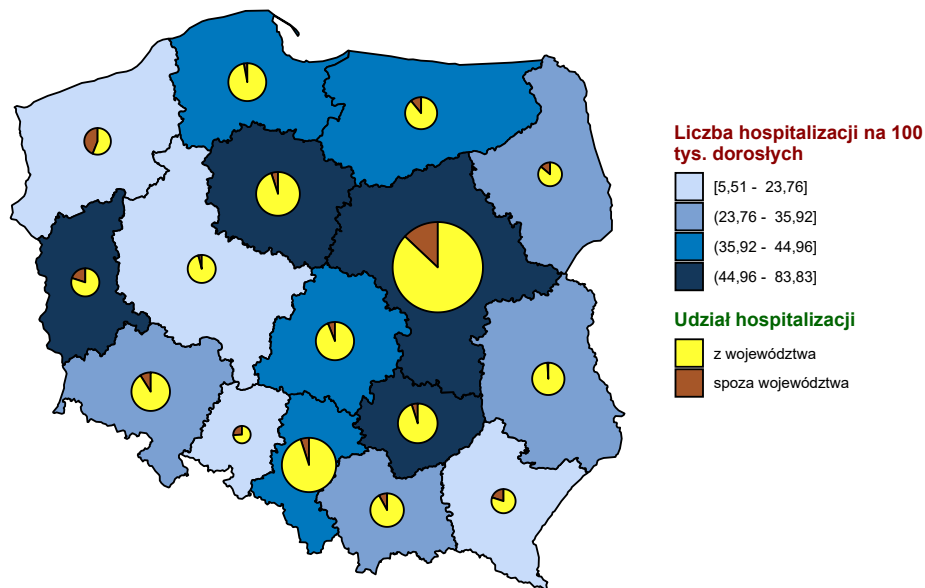 Liczba hospitalizacji na 100
tys. dorosłych
[5,51 - 23,76]
(23,76 - 35,92]
(35,92 - 44,96]
(44,96 - 83,83]
Udział hospitalizacji
z województwa
spoza województwa